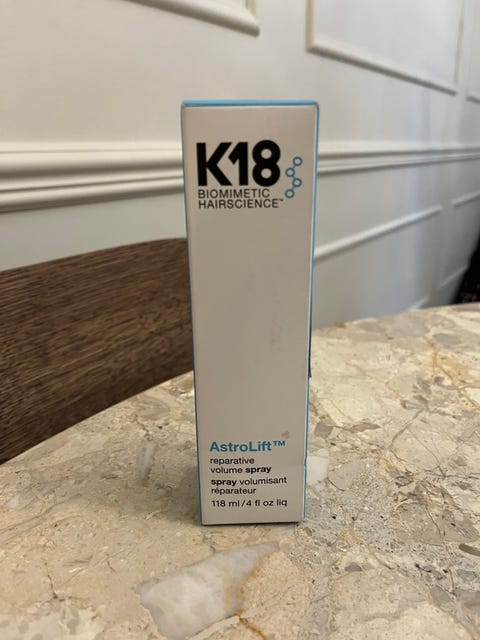 K18
BIOMIMETIC
HAIRSCIENCE™
AstroLift™
reparative
volume spray
spray volumisant
réparateur
118 ml/4 fl oz liq